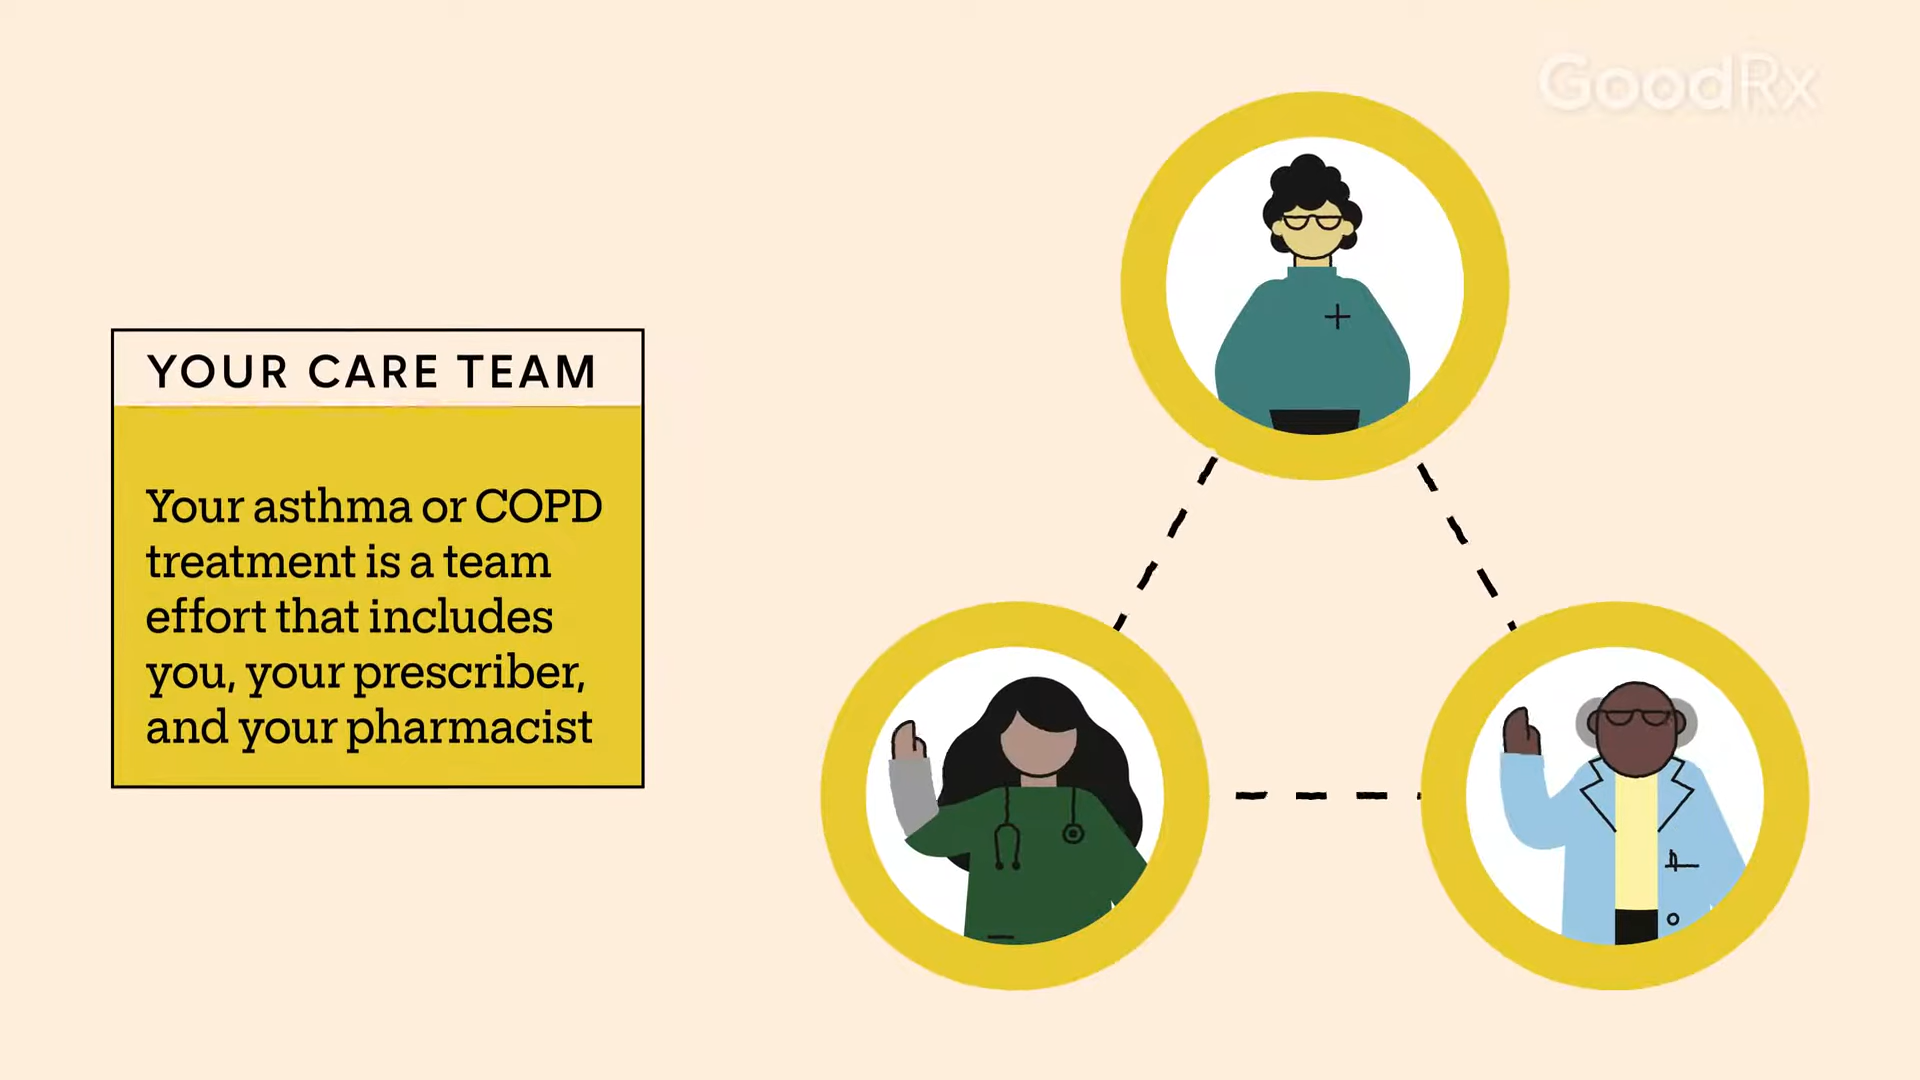 GoodRx
YOUR CARE TEAM
Your asthma or COPD
treatment is a team
effort that includes
you, your prescriber,
and your pharmacist